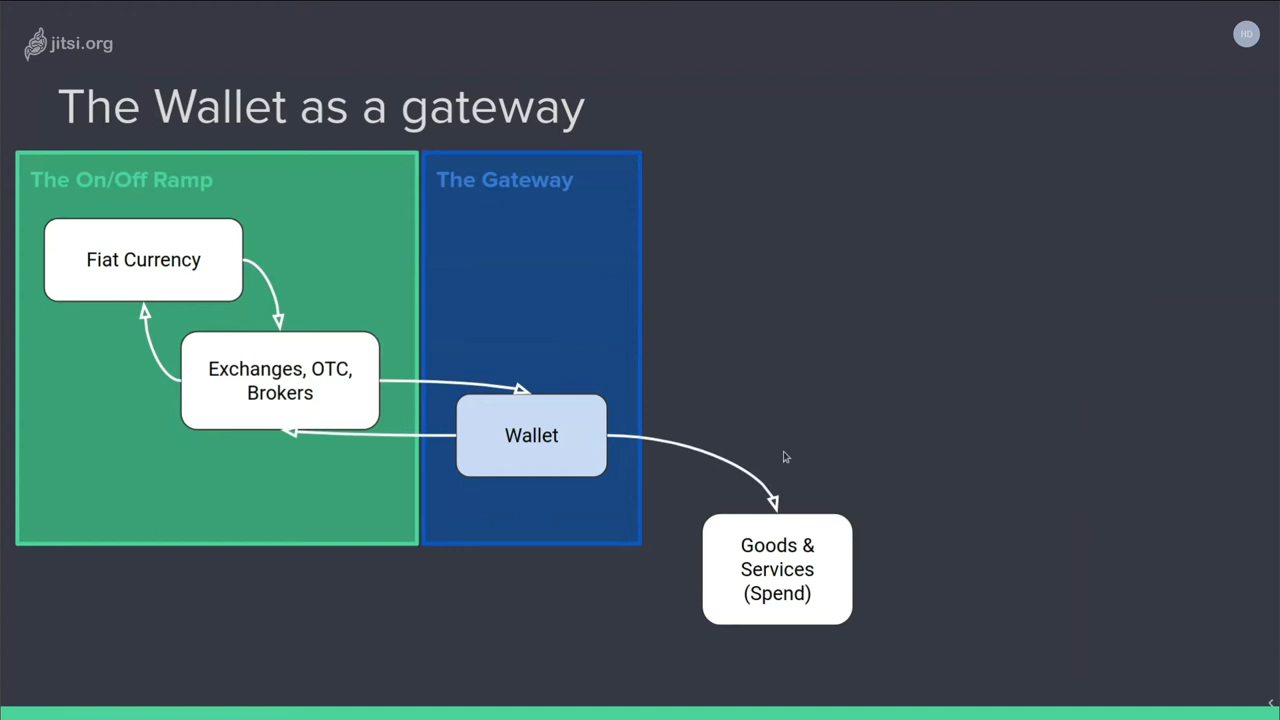 jitsi.org
HD
The Wallet as a gateway
The On/Off Ramp
The Gateway
Fiat Currency
Exchanges, OTC,
Brokers
Wallet
Goods &
Services
(Spend)